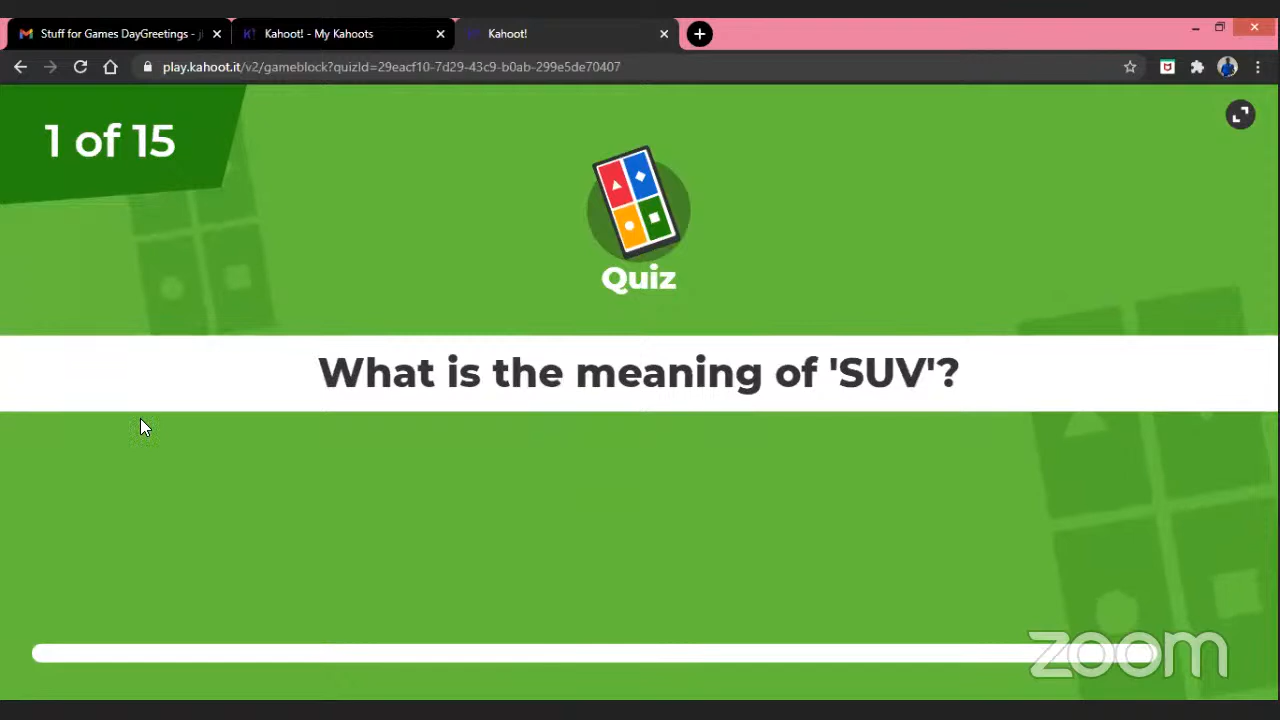 Stuff for Games DayGreetings - jl
Kahoot! - My Kahoots
Kahoot!
play.kahoot.it/v2/gameblock?quizId=29eacf10-7d29-43c9-b0ab-299e5de70407
1 of 15
Quiz
What is the meaning of 'SUV'?
zoom